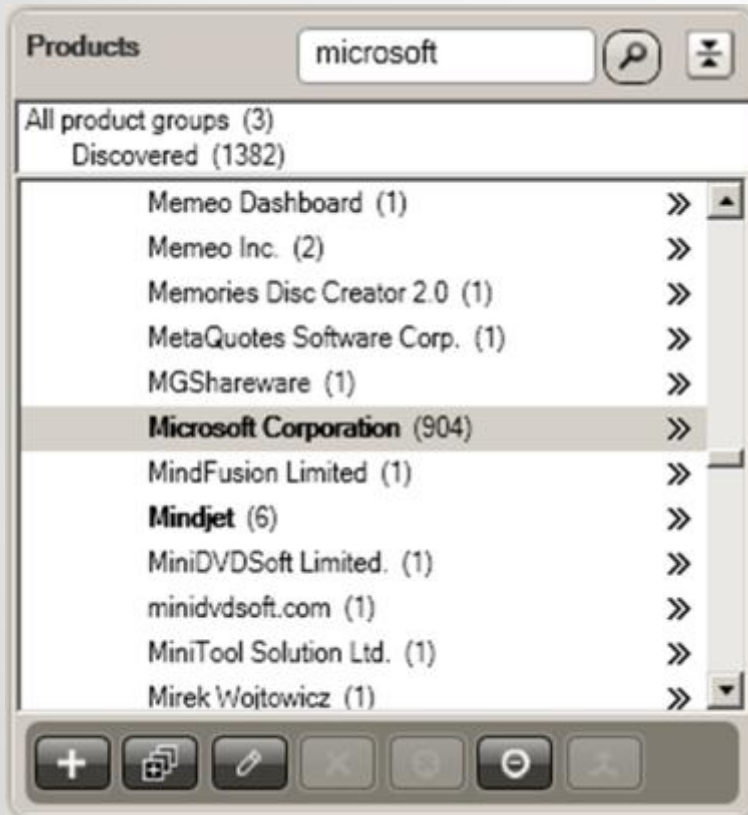 Products
microsoft
All product groups (3)
Discovered (1382)
Memeo Dashboard (1)
Memeo Inc. (2)
Memories Disc Creator 2.0 (1)
MetaQuotes Software Corp. (1)
MGShareware (1)
Microsoft Corporation (904)
MindFusion Limited (1)
Mindjet (6)
MiniDVDSoft Limited. (1)
minidvdsoft.com (1)
MiniTool Solution Ltd. (1)
Mirek Wojtowicz (1)